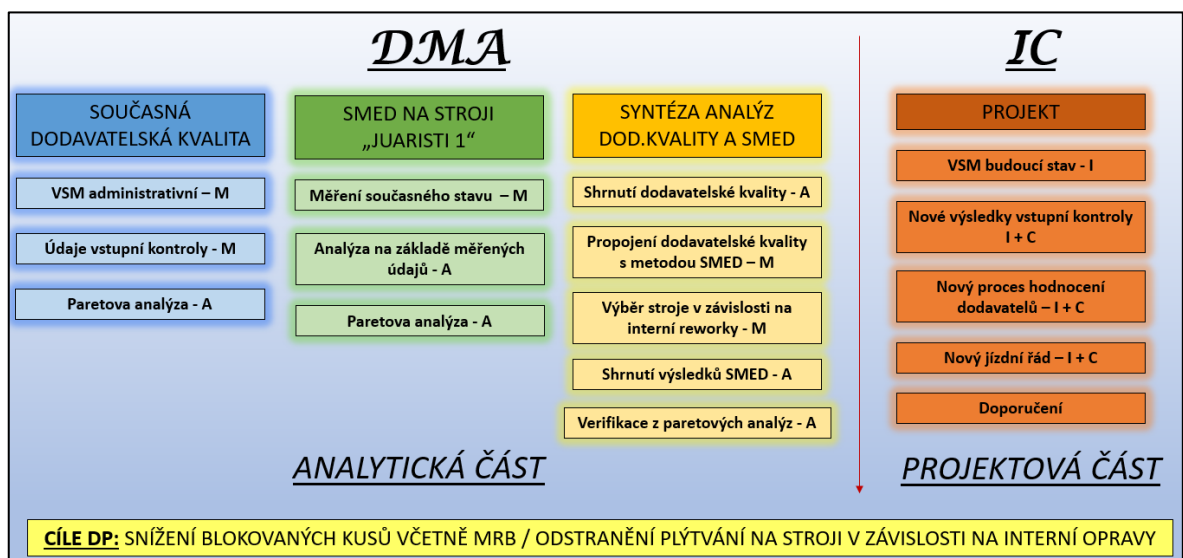 DMA
IC
SOUČASNÁ
DODAVATELSKÁ KVALITA
VSM administrativní – M
Údaje vstupní kontroly - M
Paretova analýza - A
SMED NA STROJI
„JUARISTI 1“
Měření současného stavu – M
Analýza na základě měřených
údajů - A
Paretova analýza - A
SYNTÉZA ANALÝZ
DOD.KVALITY A SMED
Shrnutí dodavatelské kvality - A
Propojení dodavatelské kvality
s metodou SMED – M
Výběr stroje v závislosti na
interní reworky - M
Shrnutí výsledků SMED - A
Verifikace z paretových analýz - A
PROJEKT
VSM budoucí stav - I
Nové výsledky vstupní kontroly
I + C
Nový proces hodnocení
dodavatelů – I + C
Nový jízdní řád – I + C
Doporučení
ANALYTICKÁ ČÁST
PROJEKTOVÁ ČÁST
CÍLE DP: SNÍŽENÍ BLOKOVANÝCH KUSŮ VČETNĚ MRB / ODSTRANĚNÍ PLÝTVÁNÍ NA STROJI V ZÁVISLOSTI NA INTERNÍ OPRAVY